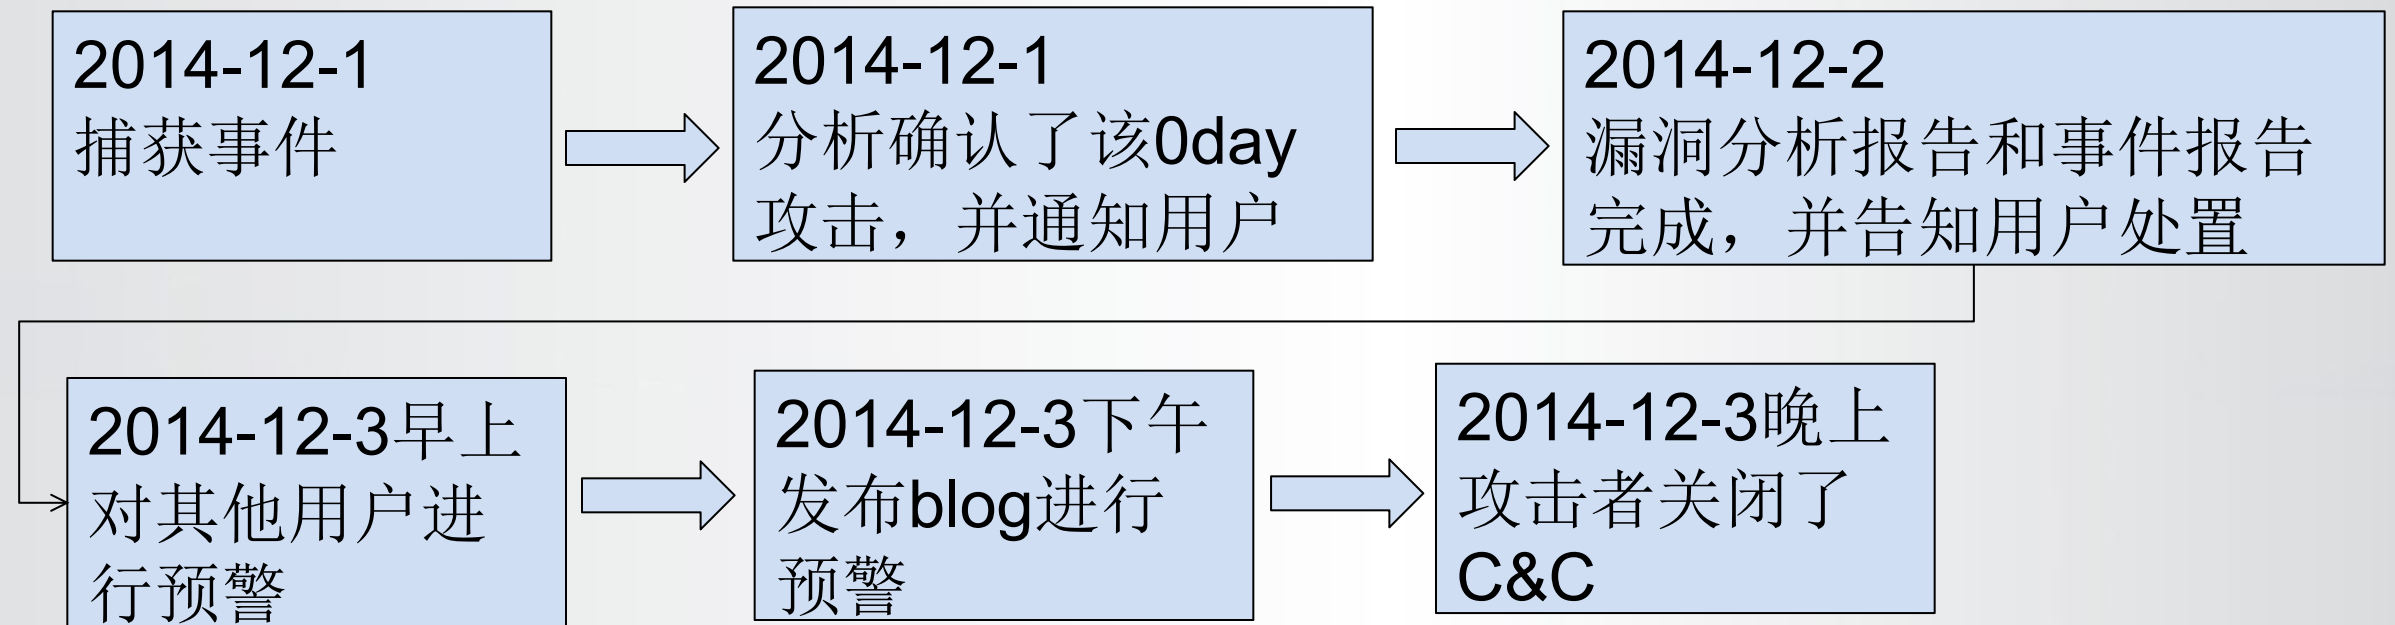 2014-12-1
捕获事件
2014-12-1
分析确认了该0day
攻击，并通知用户
2014-12-2
漏洞分析报告和事件报告
完成，并告知用户处置
2014-12-3早上
对其他用户进
行预警
2014-12-3下午
发布blog进行
预警
2014-12-3晚上
攻击者关闭了
C&C